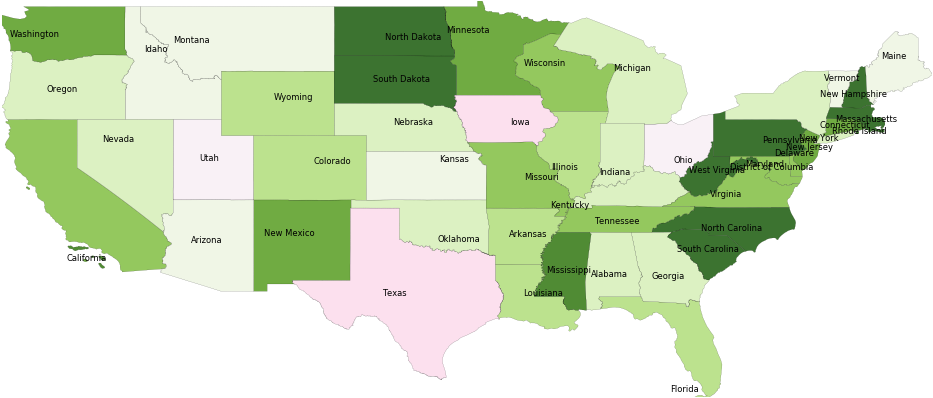 Washington
Minnesota
Montana
North Dakota
Idaho
Maine
Wisconsin
Michigan
Vermont
South Dakota
Oregon
Wyoming
New Hampshire
Nebraska
Iowa
Massachusetts
Connecticut
Rhode Island
Nevada
New York
Pennsylvania
New Jersey
Delaware
Utah
Colorado
Kansas
Ohio
Maryland
Illinois
Indiana
West Virginia
District of Columbia
Missouri
Virginia
Kentucky
Tennessee
North Carolina
New Mexico
Arkansas
Arizona
Oklahoma
South Carolina
California
Mississippi
Alabama
Georgia
Texas
Louisiana
Florida